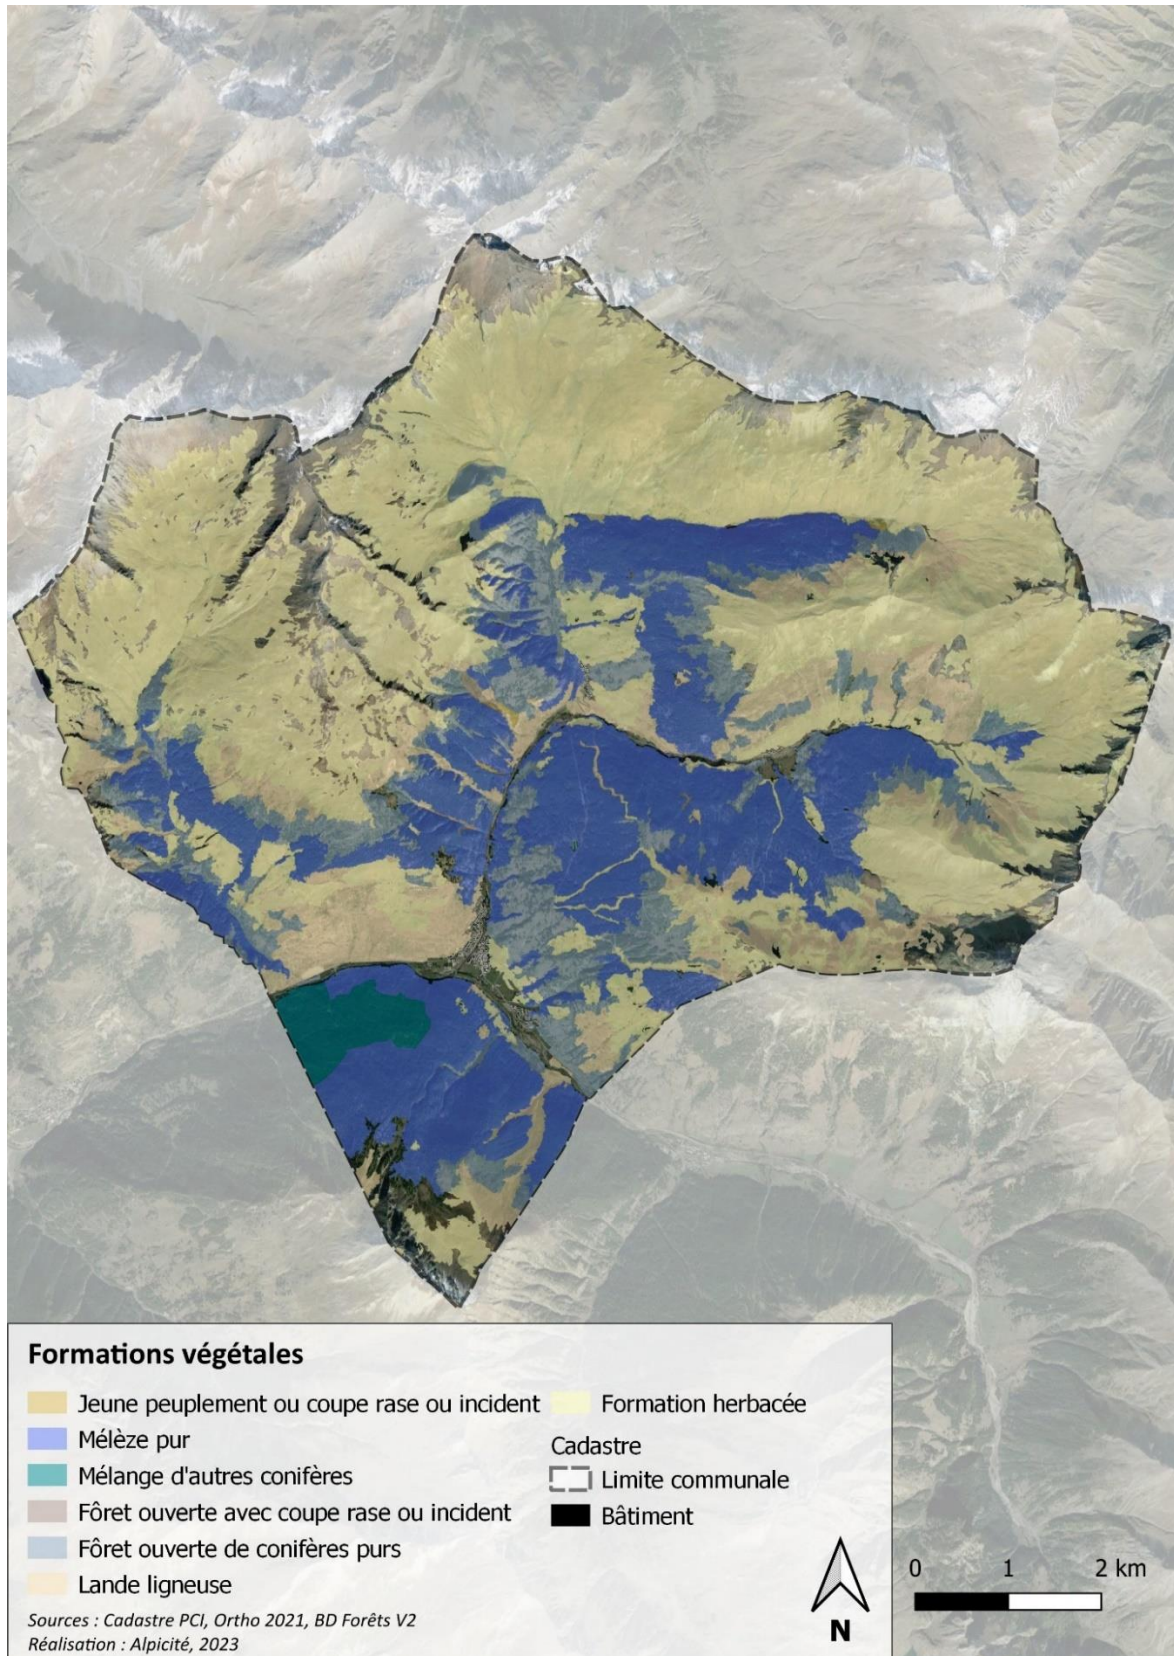 Formations végétales
Jeune peuplement ou coupe rase ou incident
Mélèze pur
Mélange d'autres conifères
Fôret ouverte avec coupe rase ou incident
Fôret ouverte de conifères purs
Lande ligneuse
Formation herbacée
Cadastre
Limite communale
Bâtiment
Sources : Cadastre PCI, Ortho 2021, BD Forêts V2
Réalisation : Alpicité, 2023
N
0 1 2 km